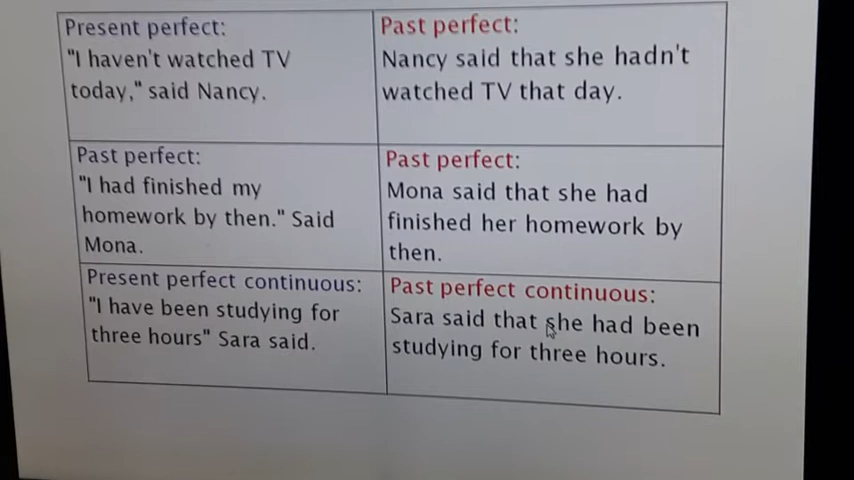 Present perfect:
"I haven't watched TV
today," said Nancy.
Past perfect:
Nancy said that she hadn't
watched TV that day.
Past perfect:
"I had finished my
homework by then." Said
Mona.
Past perfect:
Mona said that she had
finished her homework by
then.
Present perfect continuous:
"I have been studying for
three hours" Sara said.
Past perfect continuous:
Sara said that she had been
studying for three hours.